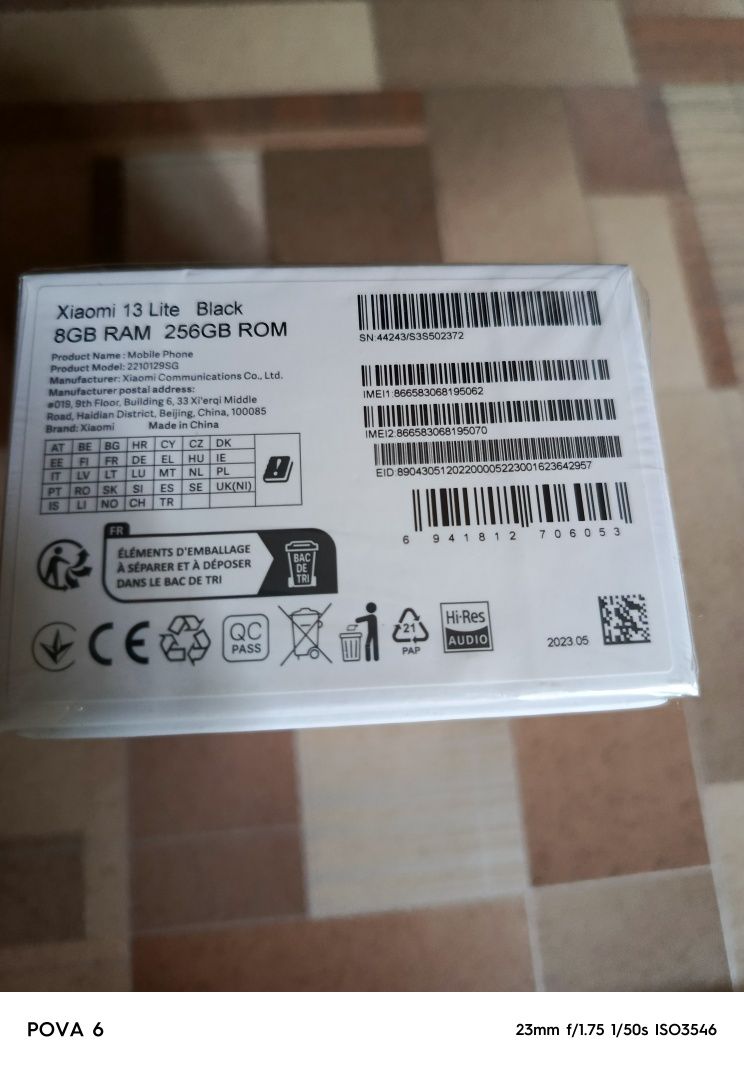 Xiaomi 13 Lite Black
8GB RAM 256GB ROM
Product Name : Mobile Phone
Product Model: 2210129SG
Manufacturer: Xiaomi Communications Co., Ltd.
Manufacturer postal address:
#019, 9th Floor, Building 6, 33 Xi'erqi Middle
Road, Haidian District, Beijing, China, 100085
Brand: Xiaomi Made in China
AT BE BG HR CY CZ DK
EE FI FR DE EL HU IE
IT LV LT LU MT NL PL
PT RO SK SI ES SE UK(NI)
IS LI NO CH TR
SN:44243/S3S502372
IMEI1:866583068195062
IMEI2:866583068195070
EID 89043051202200005223001623642957
6 941812 706053
FR
ÉLÉMENTS D'EMBALLAGE
À SÉPARER ET À DÉPOSER
DANS LE BAC DE TRI
BAC
DE
TRI
CE
QC
PASS
21
PAP
Hi-Res
AUDIO
2023.05
POVA 6
23mm f/1.75 1/50s ISO3546